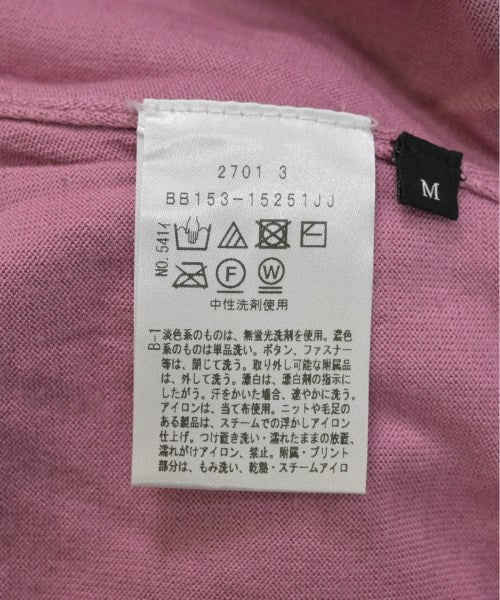 2701 3
BB153-15251JJ
NO.5414
F
W
中性洗剤使用
B-1
淡色系のものは、無蛍光洗剤を使用。濃色
系のものは単品洗い。ボタン、ファスナー
等は、閉じて洗う。取り外し可能な附属品
は、外して洗う。漂白は、漂白剤の指示に
したがう。汗をかいた場合、速やかに洗う。
アイロンは、当て布使用。ニットや毛足の
ある製品は、スチームでの浮かしアイロン
仕上げ。つけ置き洗い・濡れたままの放置、
濡れがけアイロン、禁止。附属・プリント
部分は、もみ洗い、乾熱・スチームアイロ
M